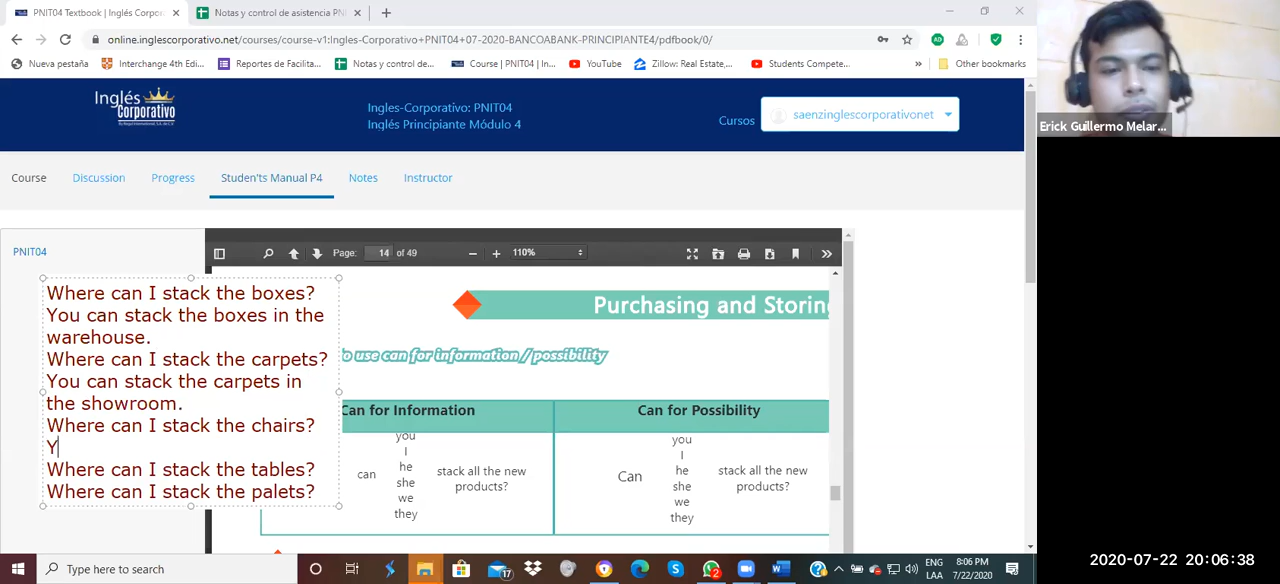 PNIT04 Textbook | Inglés Corpora
Notas y control de asistencia PNI
online.inglescorporativo.net/courses/course-v1:Ingles-Corporativo+PNIT04+07-2020-BANCOABANK-PRINCIPIANTE4/pdfbook/0/
Nueva pestaña
Interchange 4th Edi...
Reportes de Facilita...
Notas y control de...
Course | PNIT04 | In...
YouTube
Zillow: Real Estate,...
Students Compete...
»
Other bookmarks
Inglés
Corporativo
Ingles-Corporativo: PNIT04
Inglés Principiante Módulo 4
Cursos
saenzinglescorporativonet
Erick Guillermo Melar...
Course
Discussion
Progress
Studen'ts Manual P4
Notes
Instructor
PNIT04
Page: 14 of 49
110%
Where can I stack the boxes?
You can stack the boxes in the
warehouse.
Where can I stack the carpets?
You can stack the carpets in
the showroom.
Where can I stack the chairs?
Y
Where can I stack the tables?
Where can I stack the palets?
Purchasing and Storin
o use can for information/possibility
Can for Information
Can for Possibility
can
you
I
he
she
we
they
stack all the new
products?
Can
you
I
he
she
we
they
stack all the new
products?
Type here to search
17
ENG
LAA
8:06 PM
7/22/2020
2020-07-22 20:06:38